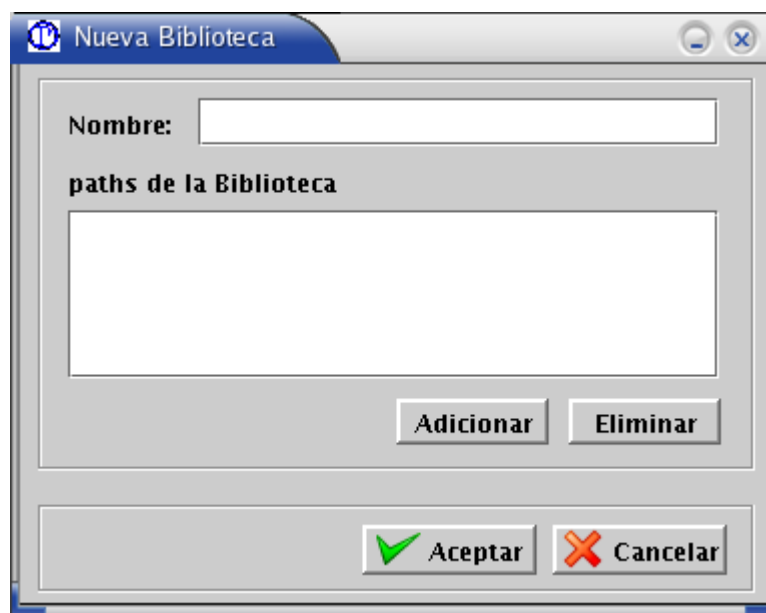 Nueva Biblioteca
Nombre:
paths de la Biblioteca
Adicionar Eliminar
Aceptar Cancelar